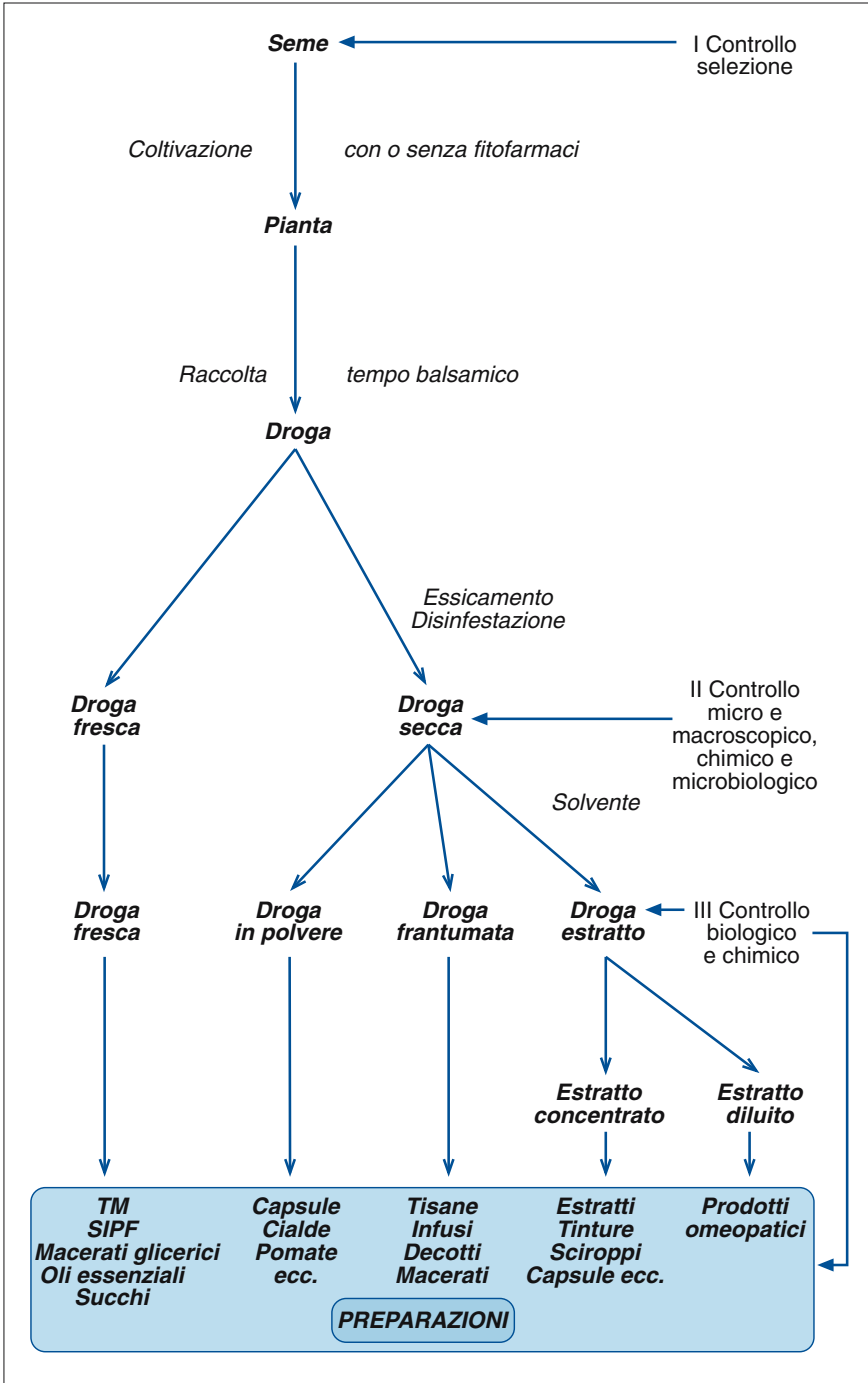 Seme
I Controllo
selezione
Coltivazione
con o senza fitofarmaci
Pianta
Raccolta
tempo balsamico
Droga
Essicamento
Disinfestazione
Droga
fresca
Droga
secca
II Controllo
micro e
macroscopico,
chimico e
microbiologico
Solvente
Droga
fresca
Droga
in polvere
Droga
frantumata
Droga
estratto
III Controllo
biologico
e chimico
Estratto
concentrato
Estratto
diluito
TM
SIPF
Macerati glicerici
Oli essenziali
Succhi
Capsule
Cialde
Pomate
ecc.
Tisane
Infusi
Decotti
Macerati
Estratti
Tinture
Sciroppi
Capsule ecc.
Prodotti
omeopatici
PREPARAZIONI